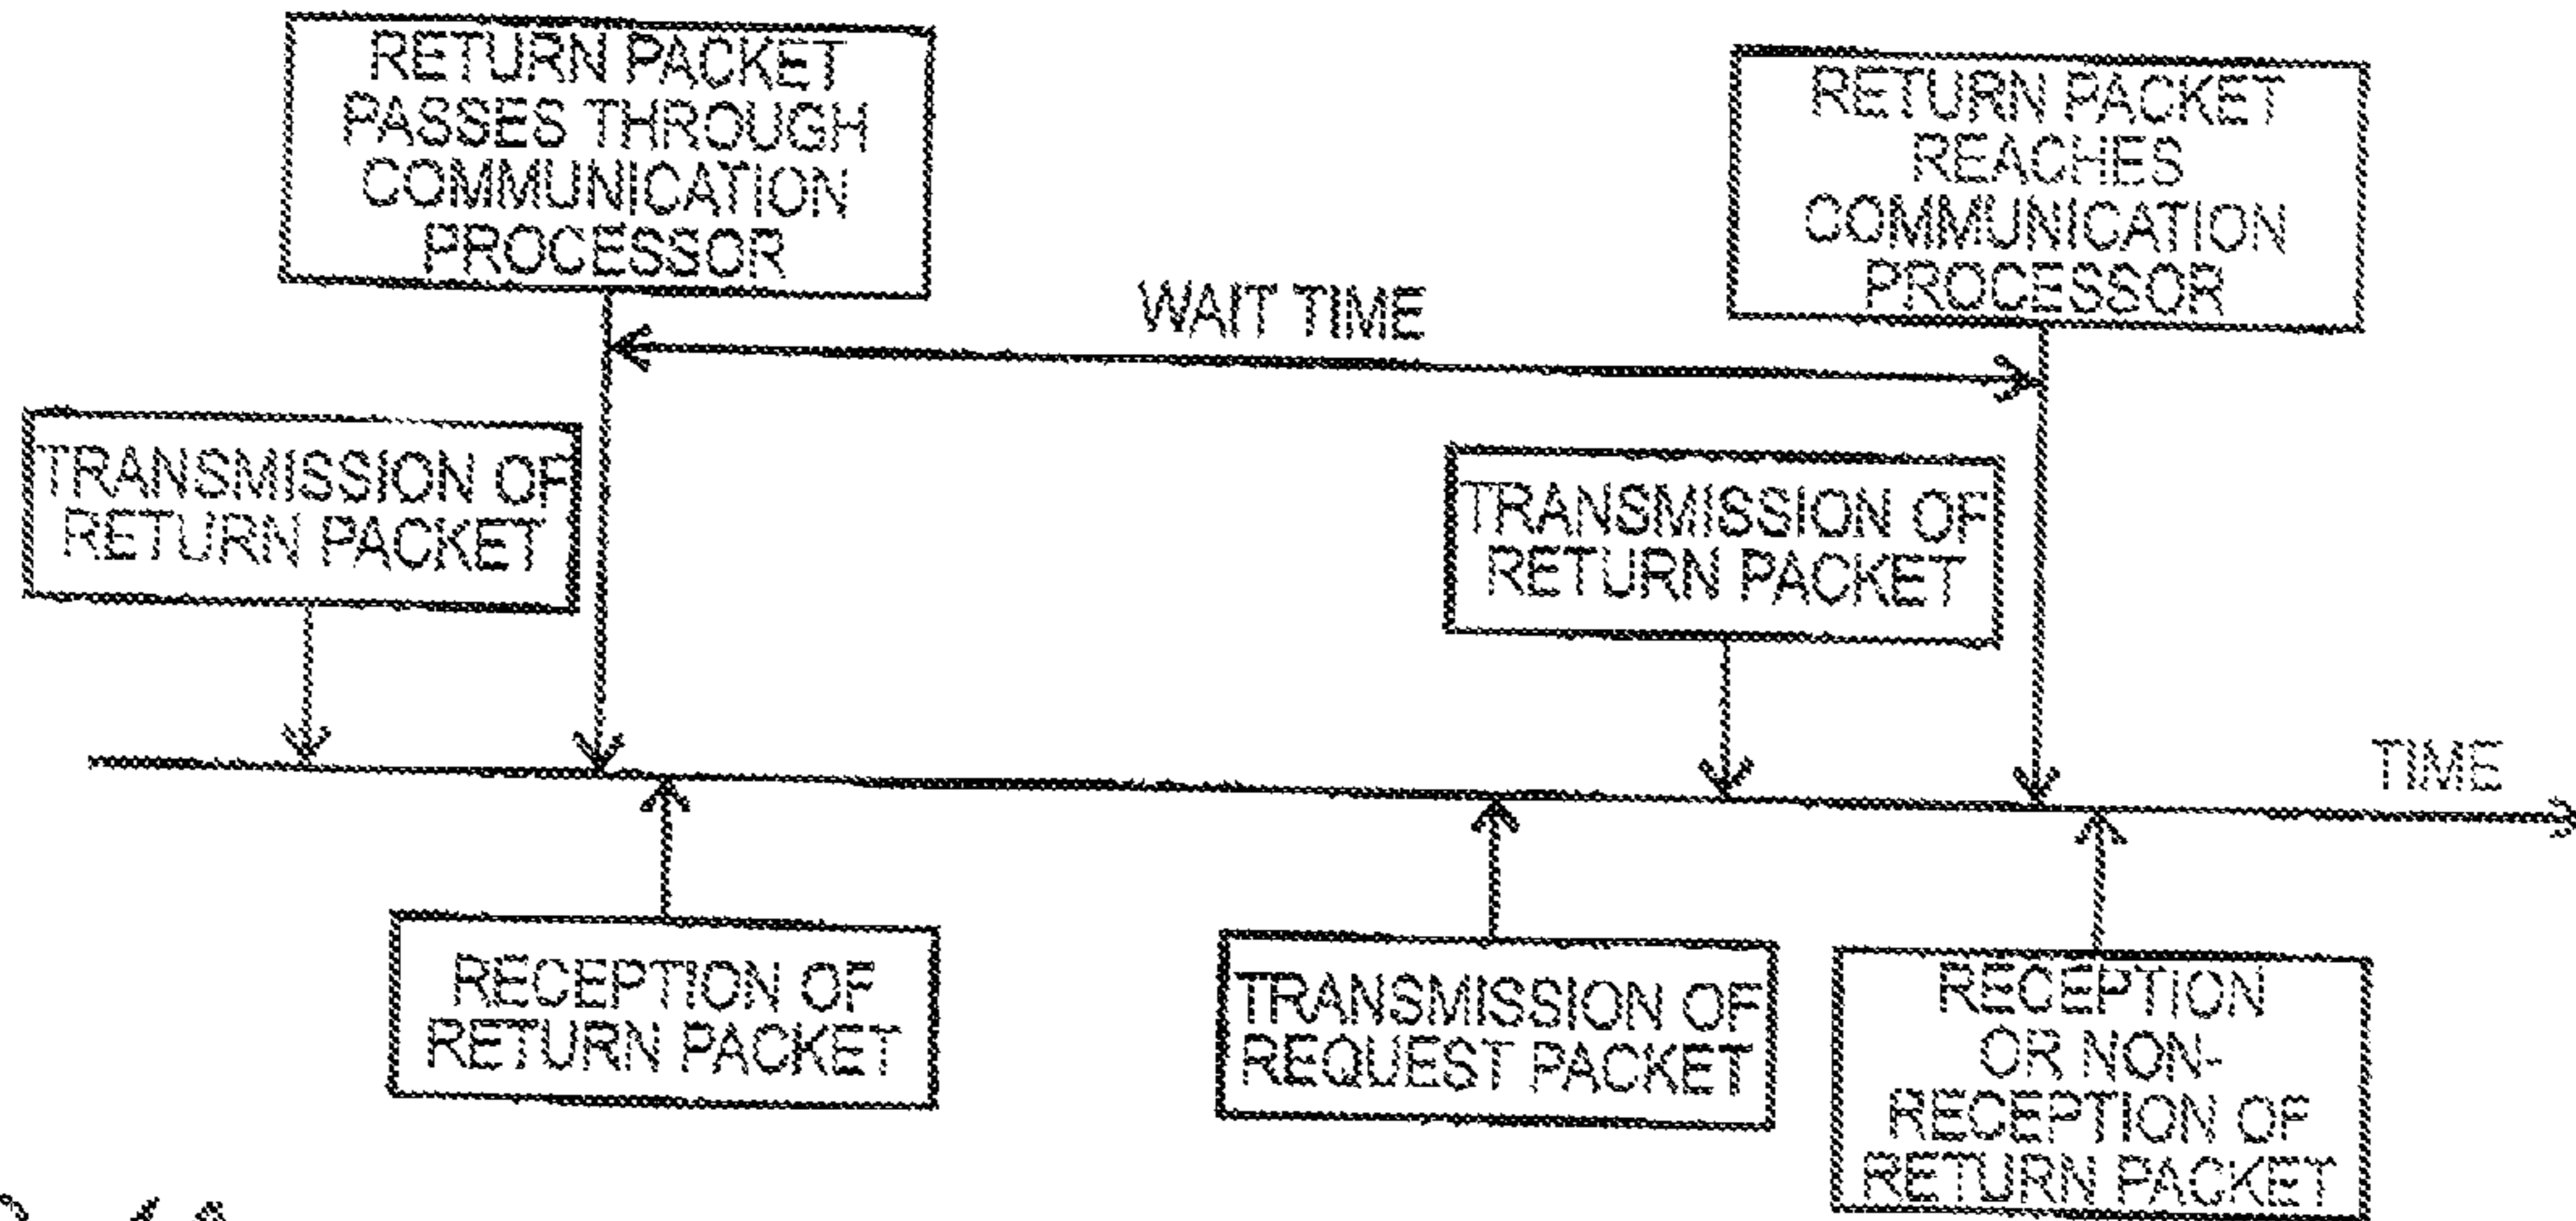 RETURN PACKET
PASSES THROUGH
COMMUNICATION
PROCESSOR
RETURN PACKET
REACHES
COMMUNICATION
PROCESSOR
WAIT TIME
TRANSMISSION OF
RETURN PACKET
TRANSMISSION OF
RETURN PACKET
TIME
RECEPTION OF
RETURN PACKET
TRANSMISSION OF
REQUEST PACKET
RECEPTION
OR NON-
RECEPTION OF
RETURN PACKET